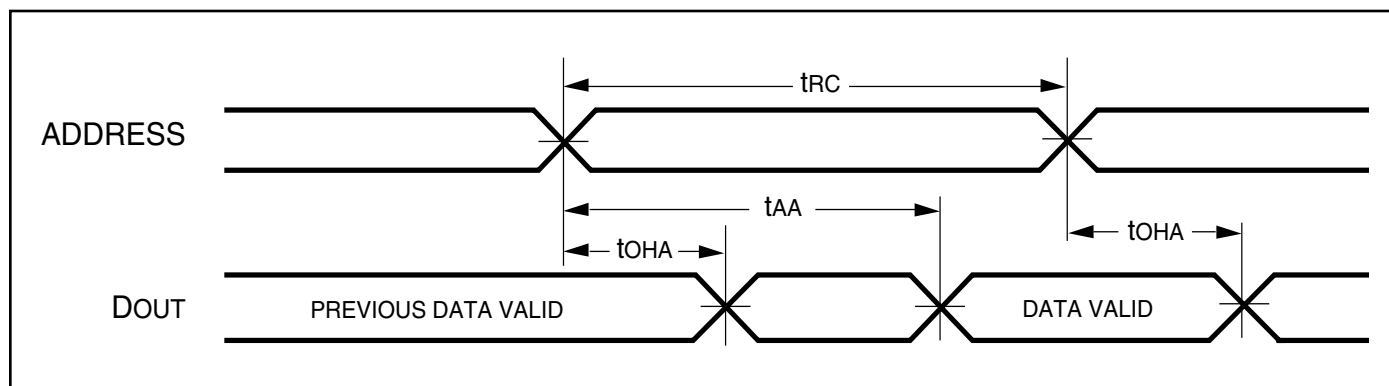 tRC
ADDRESS
tAA
tOHA
tOHA
DOUT
PREVIOUS DATA VALID
DATA VALID